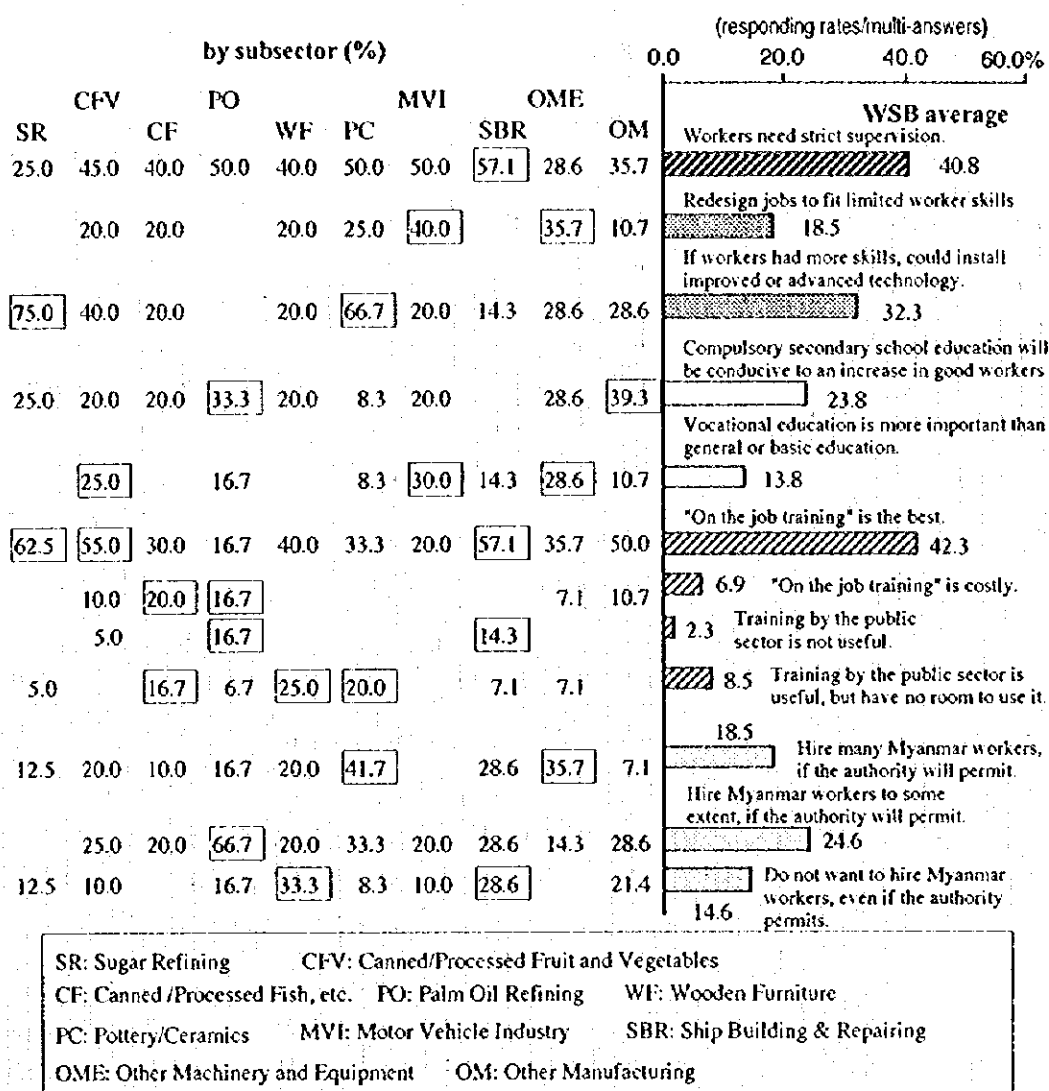 (responding rates/multi-answers)
by subsector (%)
0.0 20.0 40.0 60.0%
CFV PO MVI OME
WSB average
SR CF WF PC SBR OM
Workers need strict supervision.
25.0 45.0 40.0 50.0 40.0 50.0 50.0 57.1 28.6 35.7 40.8
Redesign jobs to fit limited worker skills
20.0 20.0 20.0 25.0 40.0 35.7 10.7 18.5
If workers had more skills, could install
improved or advanced technology.
75.0 40.0 20.0 20.0 66.7 20.0 14.3 28.6 28.6 32.3
Compulsory secondary school education will
be conducive to an increase in good workers
25.0 20.0 20.0 33.3 20.0 8.3 20.0 28.6 39.3 23.8
Vocational education is more important than
general or basic education.
25.0 16.7 8.3 30.0 14.3 28.6 10.7 13.8
"On the job training" is the best.
62.5 55.0 30.0 16.7 40.0 33.3 20.0 57.1 35.7 50.0 42.3
10.0 20.0 16.7 7.1 10.7 6.9 "On the job training" is costly.
5.0 16.7 14.3 2.3 Training by the public
sector is not useful.
5.0 16.7 6.7 25.0 20.0 7.1 7.1 8.5 Training by the public sector is
useful, but have no room to use it.
18.5
12.5 20.0 10.0 16.7 20.0 41.7 28.6 35.7 7.1 Hire many Myanmar workers,
if the authority will permit.
Hire Myanmar workers to some
extent, if the authority will permit.
25.0 20.0 66.7 20.0 33.3 20.0 28.6 14.3 28.6 24.6
12.5 10.0 16.7 33.3 8.3 10.0 28.6 21.4 Do not want to hire Myanmar
workers, even if the authority
14.6 permits.
SR: Sugar Refining CFV: Canned/Processed Fruit and Vegetables
CF: Canned /Processed Fish, etc. PO: Palm Oil Refining WF: Wooden Furniture
PC: Pottery/Ceramics MVI: Motor Vehicle Industry SBR: Ship Building & Repairing
OME: Other Machinery and Equipment OM: Other Manufacturing